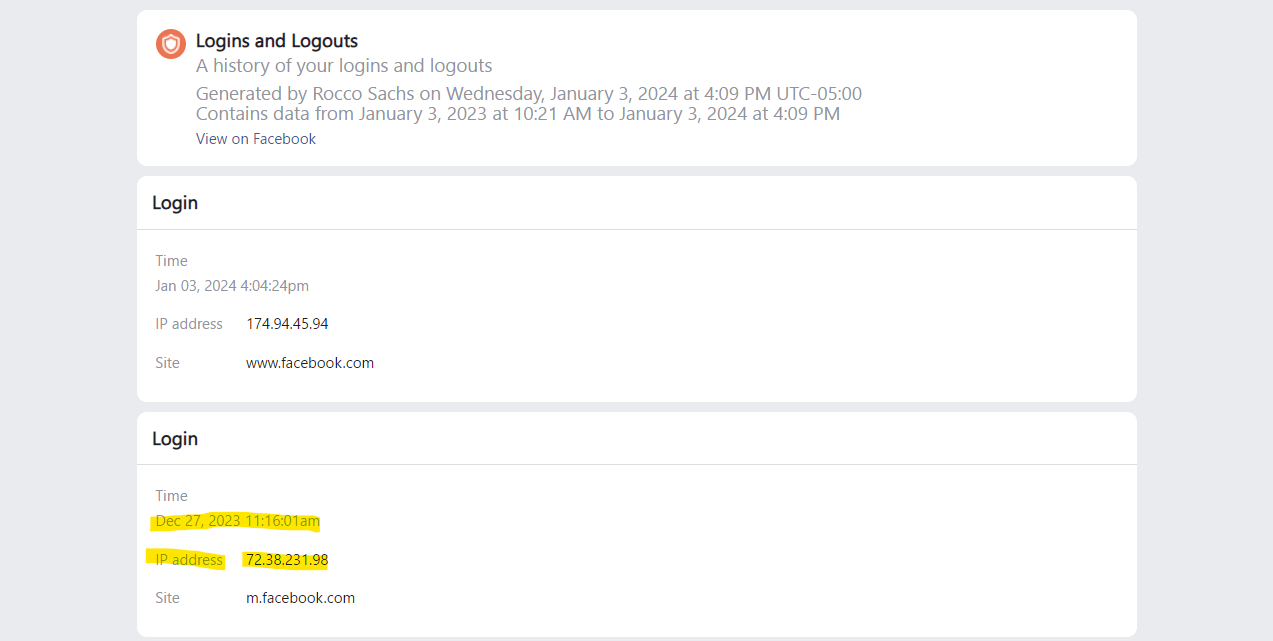 Logins and Logouts
A history of your logins and logouts
Generated by Rocco Sachs on Wednesday, January 3, 2024 at 4:09 PM UTC-05:00
Contains data from January 3, 2023 at 10:21 AM to January 3, 2024 at 4:09 PM
View on Facebook
Login
Time
Jan 03, 2024 4:04:24pm
IP address 174.94.45.94
Site www.facebook.com
Login
Time
Dec 27, 2023 11:16:01am
IP address 72.38.231.98
Site m.facebook.com